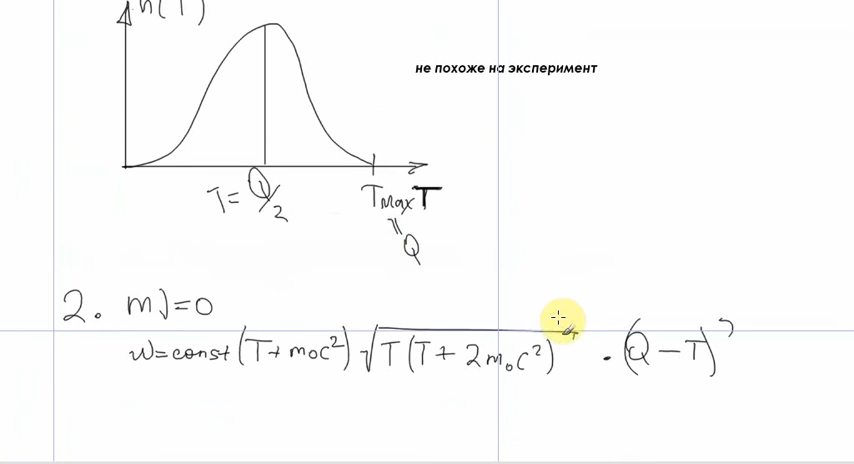 n(T)
не похоже на эксперимент
T = Q/2
Tmax T
Q
2. mν = 0
w = const (T + m₀c²) √T(T + 2m₀c²) · (Q − T)²